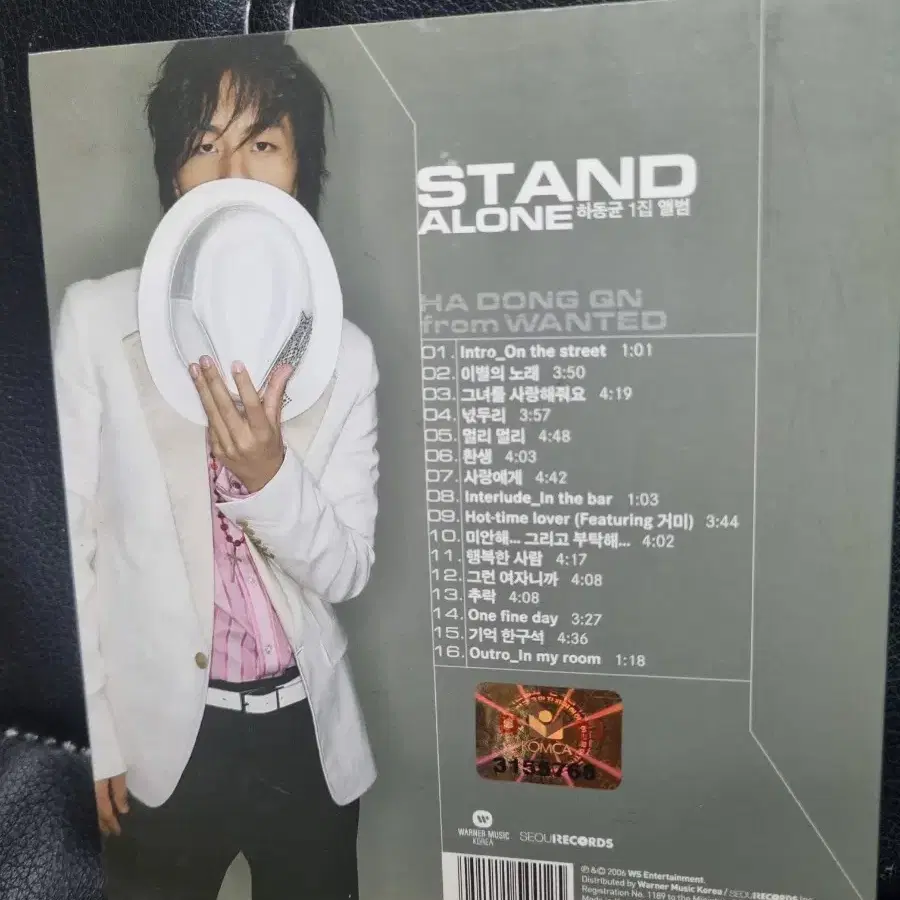 STAND
ALONE 하동균 1집 앨범
HA DONG QN
from WANTED
01. Intro_On the street 1:01
02. 이별의 노래 3:50
03. 그녀를 사랑해줘요 4:19
04. 넋두리 3:57
05. 멀리 멀리 4:48
06. 환생 4:03
07. 사랑에게 4:42
08. Interlude_In the bar 1:03
09. Hot-time lover (Featuring 거미) 3:44
10. 미안해... 그리고 부탁해... 4:02
11. 행복한 사람 4:17
12. 그런 여자니까 4:08
13. 추락 4:08
14. One fine day 3:27
15. 기억 한구석 4:36
16. Outro_In my room 1:18
KOMCA
WARNER MUSIC
KOREA
SEOULRECORDS
℗&© 2006 WS Entertainment.
Distributed by Warner Music Korea / SEOULRECORDS Inc
Registration No. 1189 to the